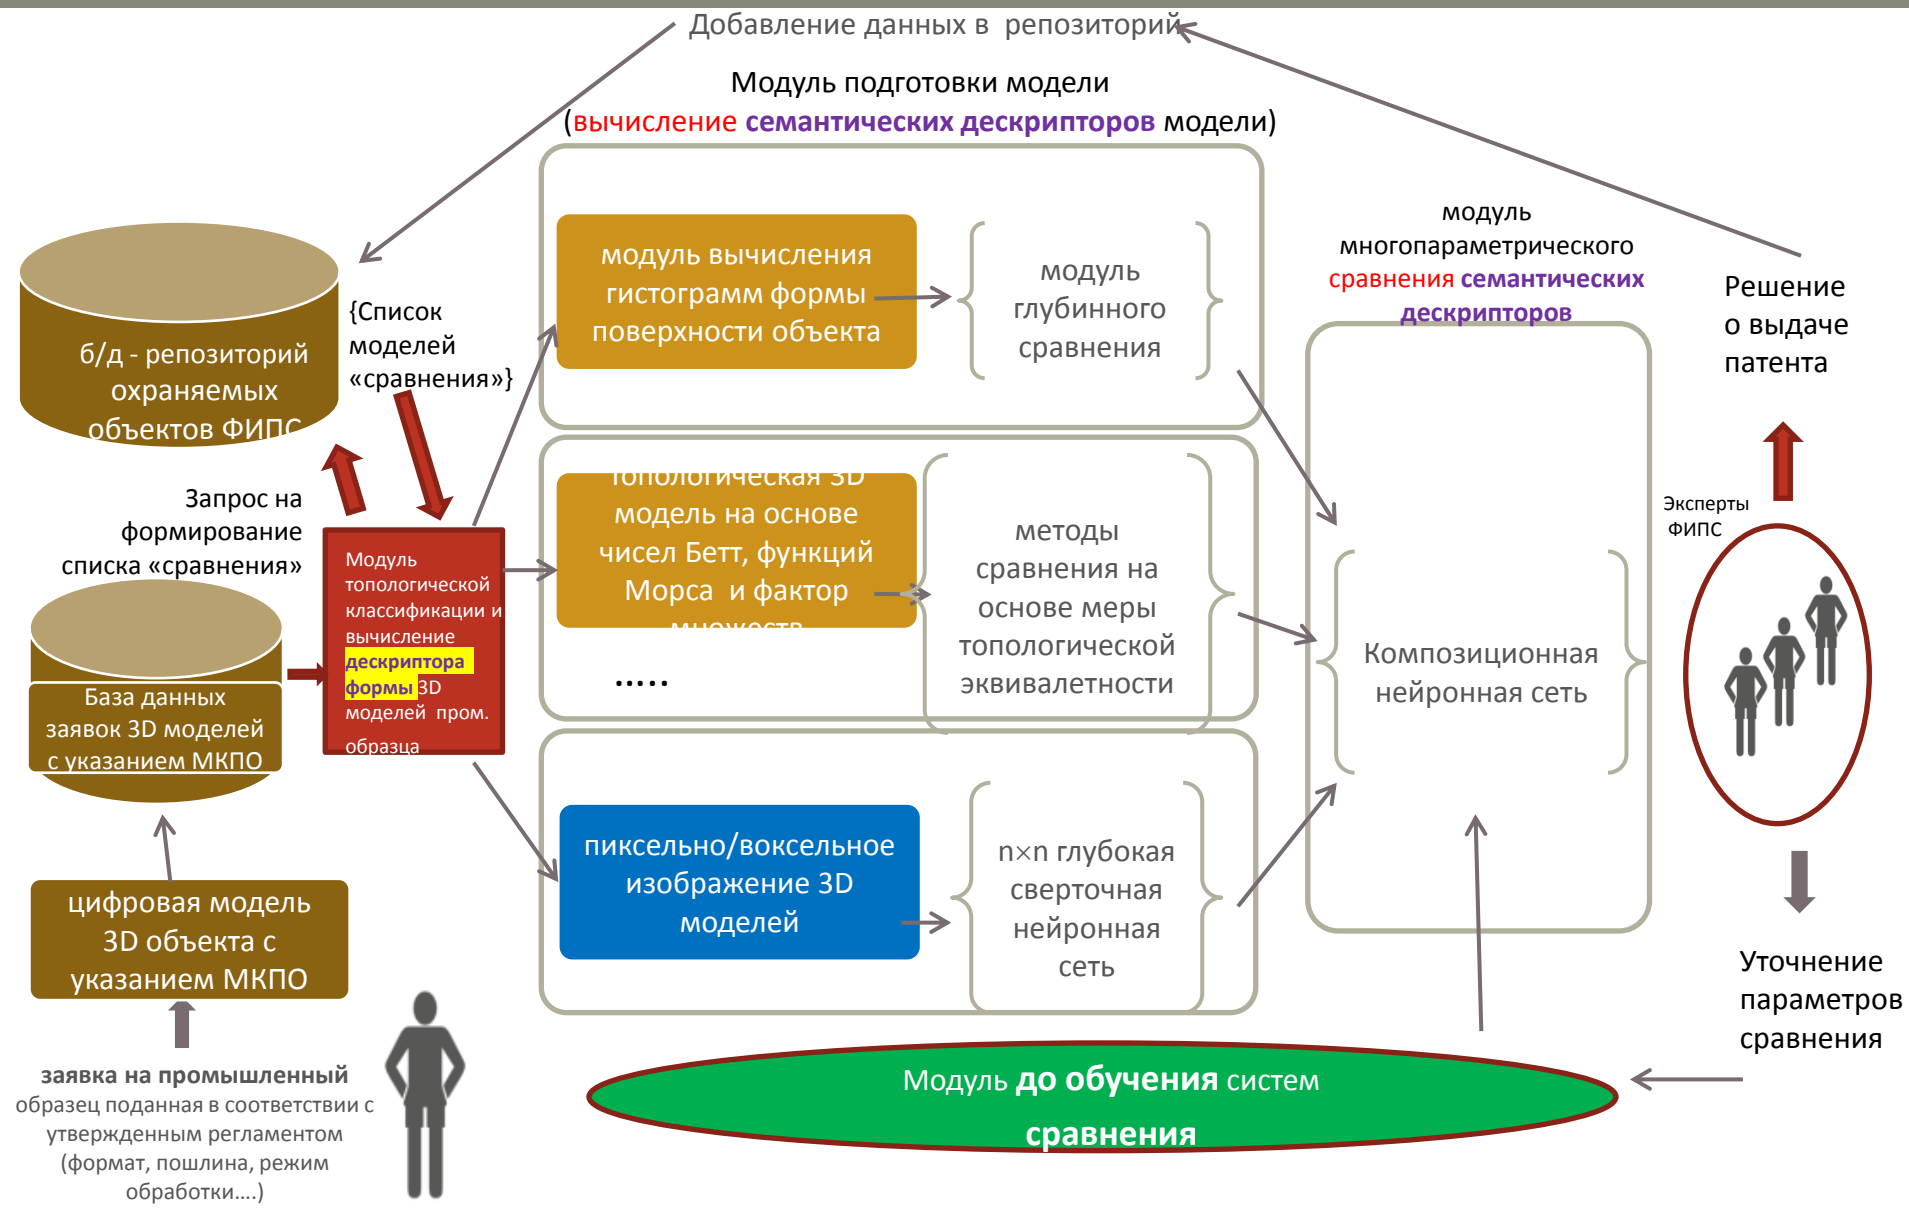 Добавление данных в репозиторий
Модуль подготовки модели
(вычисление семантических дескрипторов модели)
модуль вычисления
гистограмм формы
поверхности объекта
модуль
глубинного
сравнения
модуль
многопараметрического
сравнения семантических
дескрипторов
Решение
о выдаче
патента
{Список
моделей
«сравнения»}
б/д - репозиторий
охраняемых
объектов ФИПС
Запрос на
формирование
списка «сравнения»
Модуль
топологической
классификации и
вычисление
дескриптора
формы 3D
моделей пром.
образца
топологическая 3D
модель на основе
чисел Бетт, функций
Морса и фактор
множеств
.....
методы
сравнения на
основе меры
топологической
эквивалетности
Композиционная
нейронная сеть
Эксперты
ФИПС
База данных
заявок 3D моделей
с указанием МКПО
пиксельно/воксельное
изображение 3D
моделей
n×n глубокая
сверточная
нейронная
сеть
цифровая модель
3D объекта с
указанием МКПО
Уточнение
параметров
сравнения
заявка на промышленный
образец поданная в соответствии с
утвержденным регламентом
(формат, пошлина, режим
обработки....)
Модуль до обучения систем
сравнения